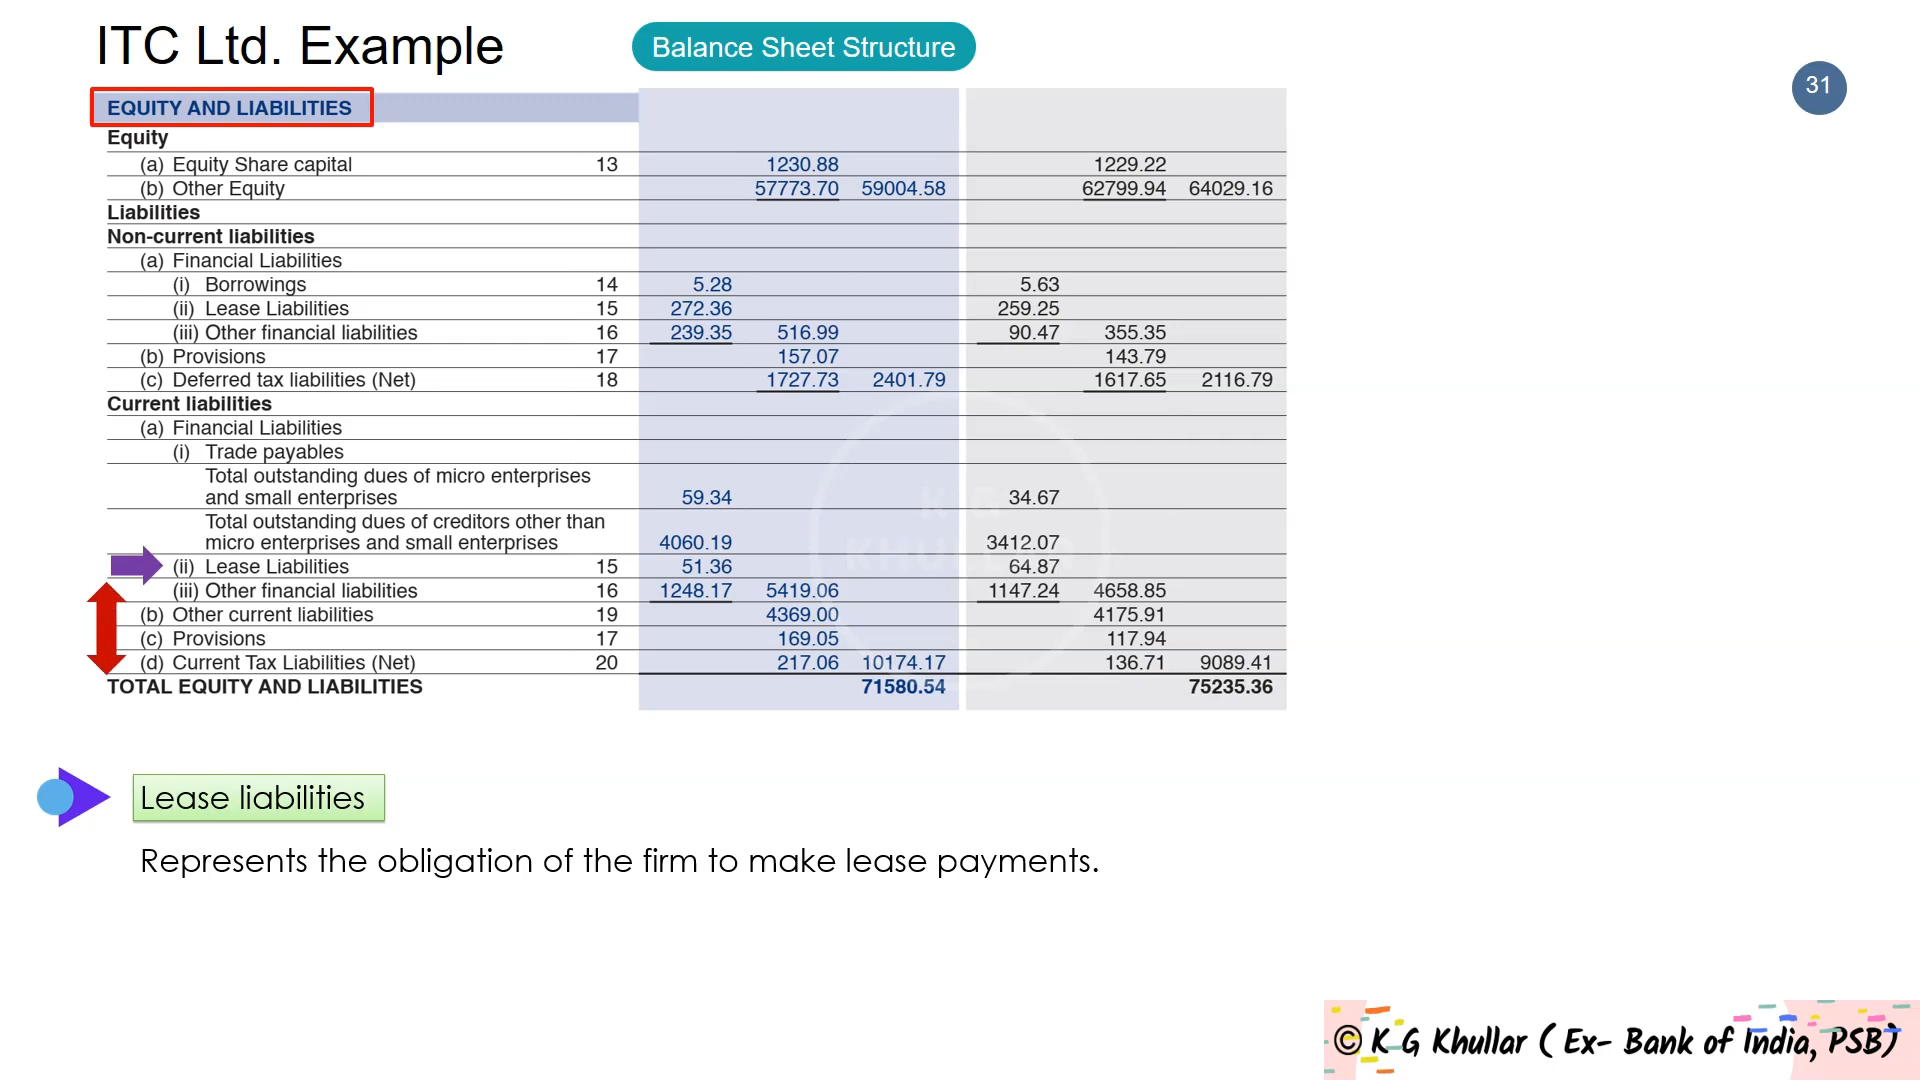 ITC Ltd. Example
Balance Sheet Structure
31
EQUITY AND LIABILITIES
Equity
(a) Equity Share capital 13 1230.88 1229.22
(b) Other Equity 57773.70 59004.58 62799.94 64029.16
Liabilities
Non-current liabilities
(a) Financial Liabilities
(i) Borrowings 14 5.28 5.63
(ii) Lease Liabilities 15 272.36 259.25
(iii) Other financial liabilities 16 239.35 516.99 90.47 355.35
(b) Provisions 17 157.07 143.79
(c) Deferred tax liabilities (Net) 18 1727.73 2401.79 1617.65 2116.79
Current liabilities
(a) Financial Liabilities
(i) Trade payables
Total outstanding dues of micro enterprises
and small enterprises 59.34 34.67
Total outstanding dues of creditors other than
micro enterprises and small enterprises 4060.19 3412.07
(ii) Lease Liabilities 15 51.36 64.87
(iii) Other financial liabilities 16 1248.17 5419.06 1147.24 4658.85
(b) Other current liabilities 19 4369.00 4175.91
(c) Provisions 17 169.05 117.94
(d) Current Tax Liabilities (Net) 20 217.06 10174.17 136.71 9089.41
TOTAL EQUITY AND LIABILITIES 71580.54 75235.36
K G
KHULLAR
Lease liabilities
Represents the obligation of the firm to make lease payments.
© K G Khullar ( Ex- Bank of India, PSB)